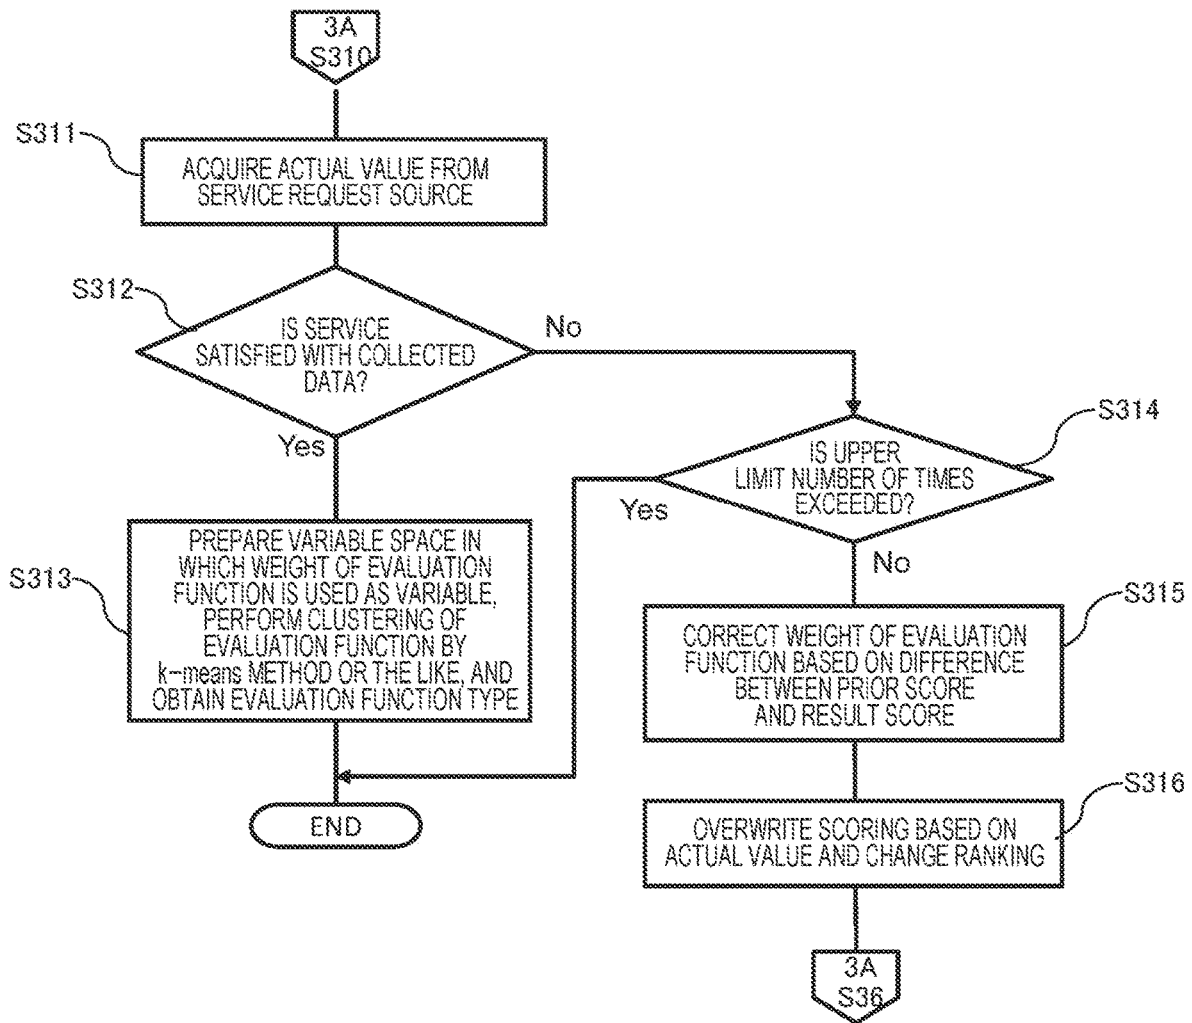 3A
S310
S311
ACQUIRE ACTUAL VALUE FROM
SERVICE REQUEST SOURCE
S312
IS SERVICE
SATISFIED WITH COLLECTED
DATA?
No
Yes
S314
IS UPPER
LIMIT NUMBER OF TIMES
EXCEEDED?
Yes
No
S313
PREPARE VARIABLE SPACE IN
WHICH WEIGHT OF EVALUATION
FUNCTION IS USED AS VARIABLE,
PERFORM CLUSTERING OF
EVALUATION FUNCTION BY
k-means METHOD OR THE LIKE, AND
OBTAIN EVALUATION FUNCTION TYPE
S315
CORRECT WEIGHT OF EVALUATION
FUNCTION BASED ON DIFFERENCE
BETWEEN PRIOR SCORE
AND RESULT SCORE
END
S316
OVERWRITE SCORING BASED ON
ACTUAL VALUE AND CHANGE RANKING
3A
S36